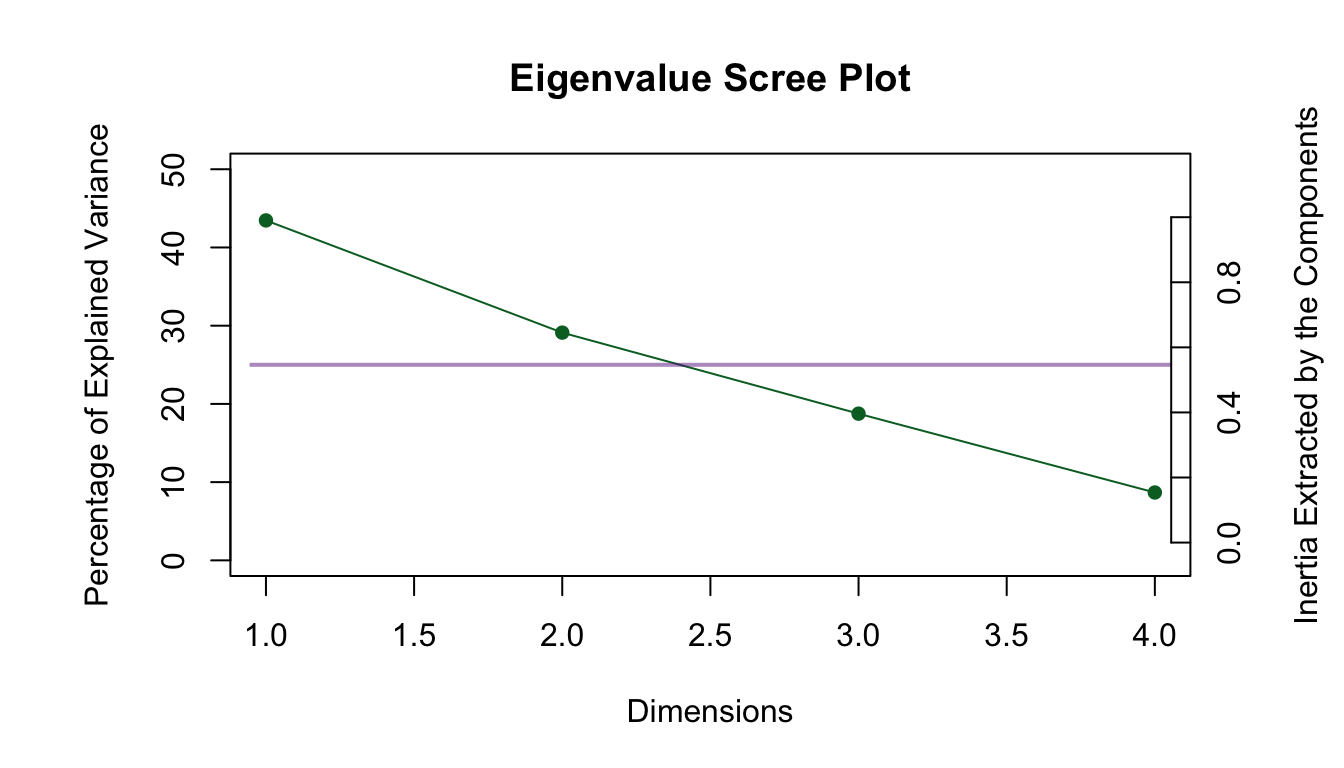 Eigenvalue Scree Plot
Percentage of Explained Variance
50
40
30
20
10
0
0.8
0.4
0.0
Inertia Extracted by the Components
1.0 1.5 2.0 2.5 3.0 3.5 4.0
Dimensions